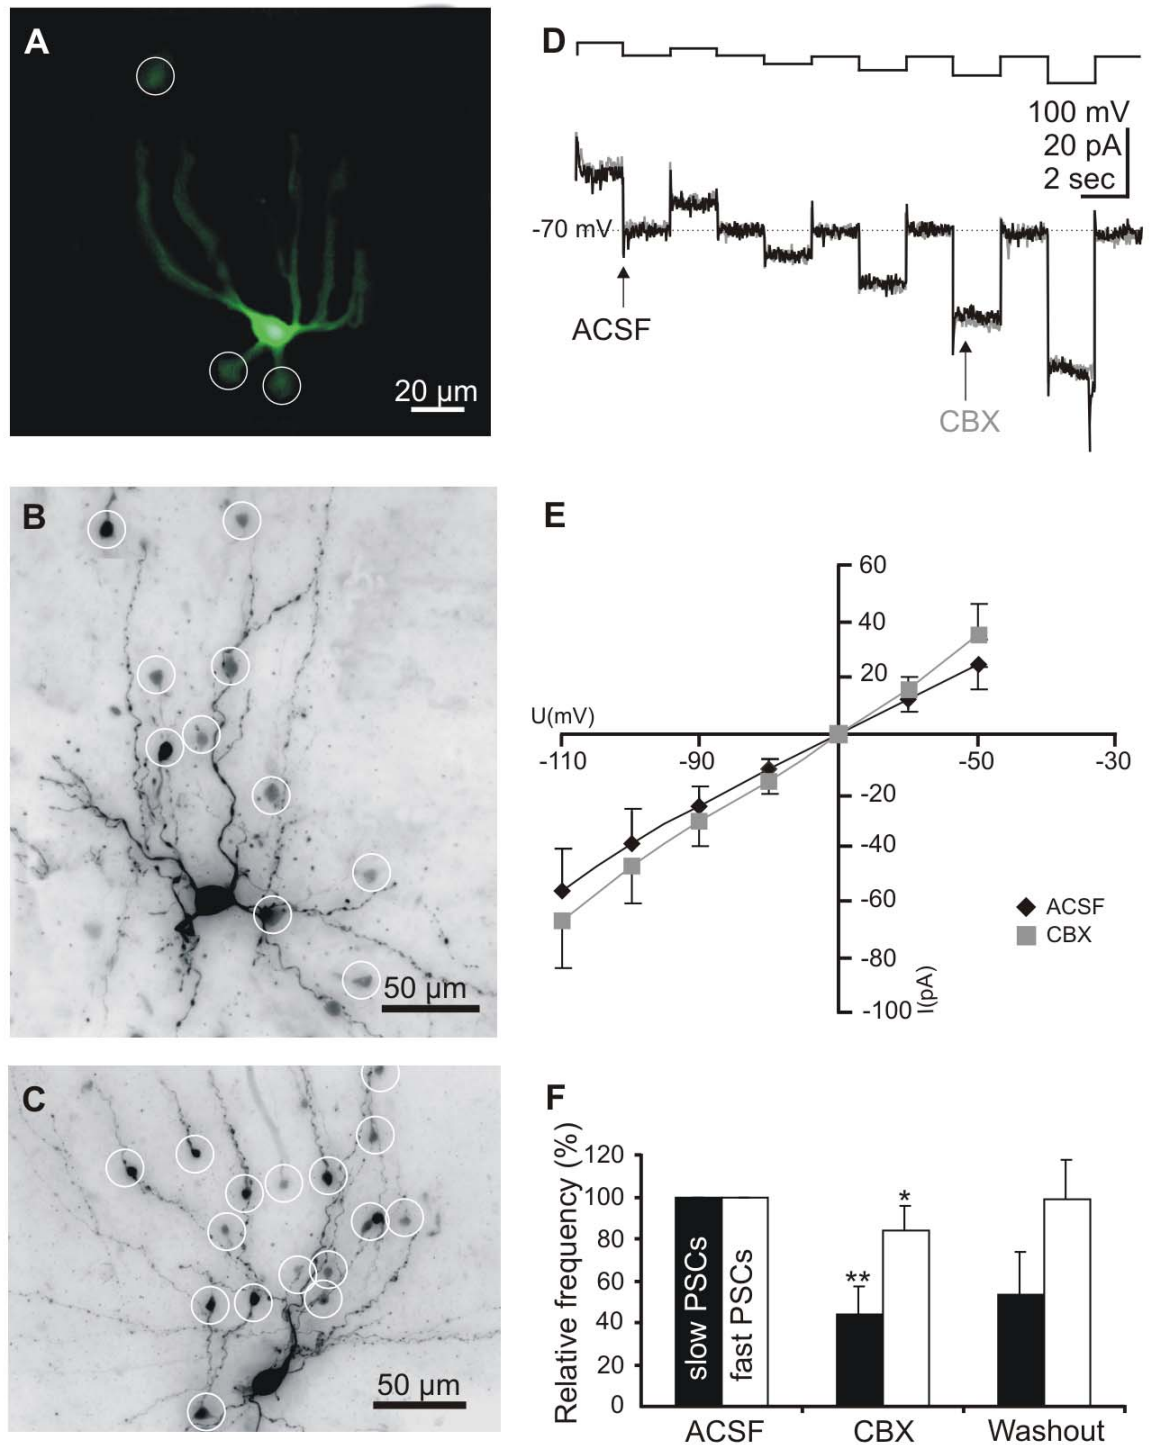 A
20 µm
B
50 µm
C
50 µm
D
100 mV
20 pA
2 sec
-70 mV
ACSF
CBX
E
60
40
20
U(mV)
-110
-90
-50
-30
-20
-40
-60
-80
-100
I(pA)
ACSF
CBX
F
Relative frequency (%)
120
100
80
60
40
20
0
slow PSCs
fast PSCs
**
*
ACSF
CBX
Washout